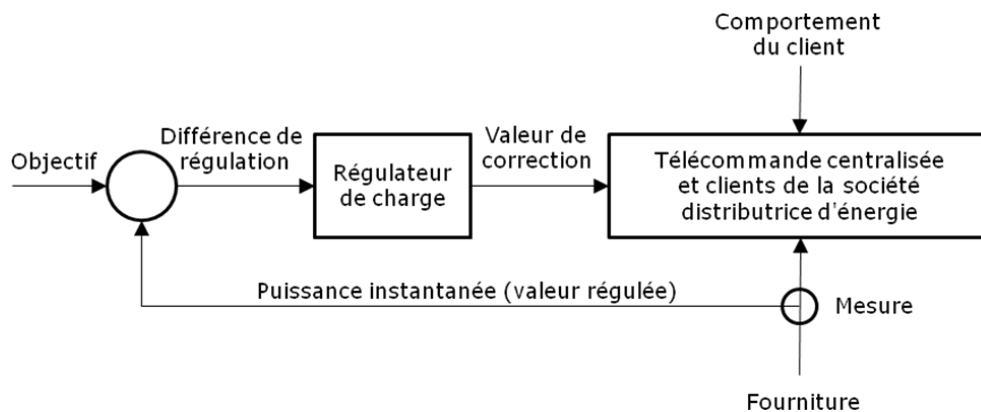 Comportement
du client
Objectif
Différence de
régulation
Régulateur
de charge
Valeur de
correction
Télécommande centralisée
et clients de la société
distributrice d'énergie
Puissance instantanée (valeur régulée)
Mesure
Fourniture